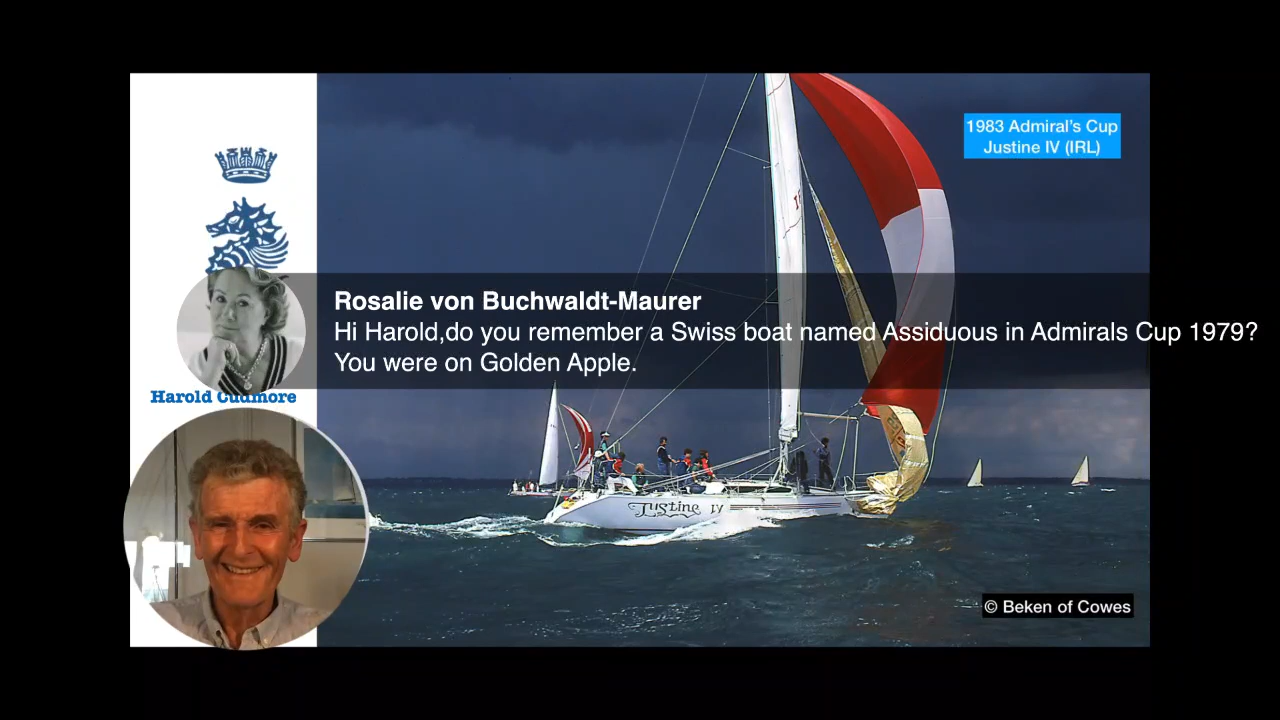 1983 Admiral's Cup
Justine IV (IRL)
Rosalie von Buchwaldt-Maurer
Hi Harold,do you remember a Swiss boat named Assiduous in Admirals Cup 1979?
You were on Golden Apple.
Harold Cudmore
Justine IV
© Beken of Cowes